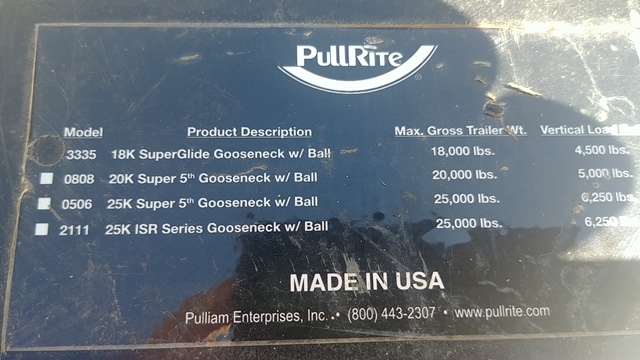 PullRite
Model Product Description Max. Gross Trailer Wt. Vertical
3335 18K SuperGlide Gooseneck w/ Ball 18,000 lbs. 4,500 lbs.
0808 20K Super 5th Gooseneck w/ Ball 20,000 lbs. 5,000 lbs.
0506 25K Super 5th Gooseneck w/ Ball 25,000 lbs. 6,250 lbs.
2111 25K ISR Series Gooseneck w/ Ball 25,000 lbs. 6,250
MADE IN USA
Pulliam Enterprises, Inc. • (800) 443-2307 • www.pullrite.com